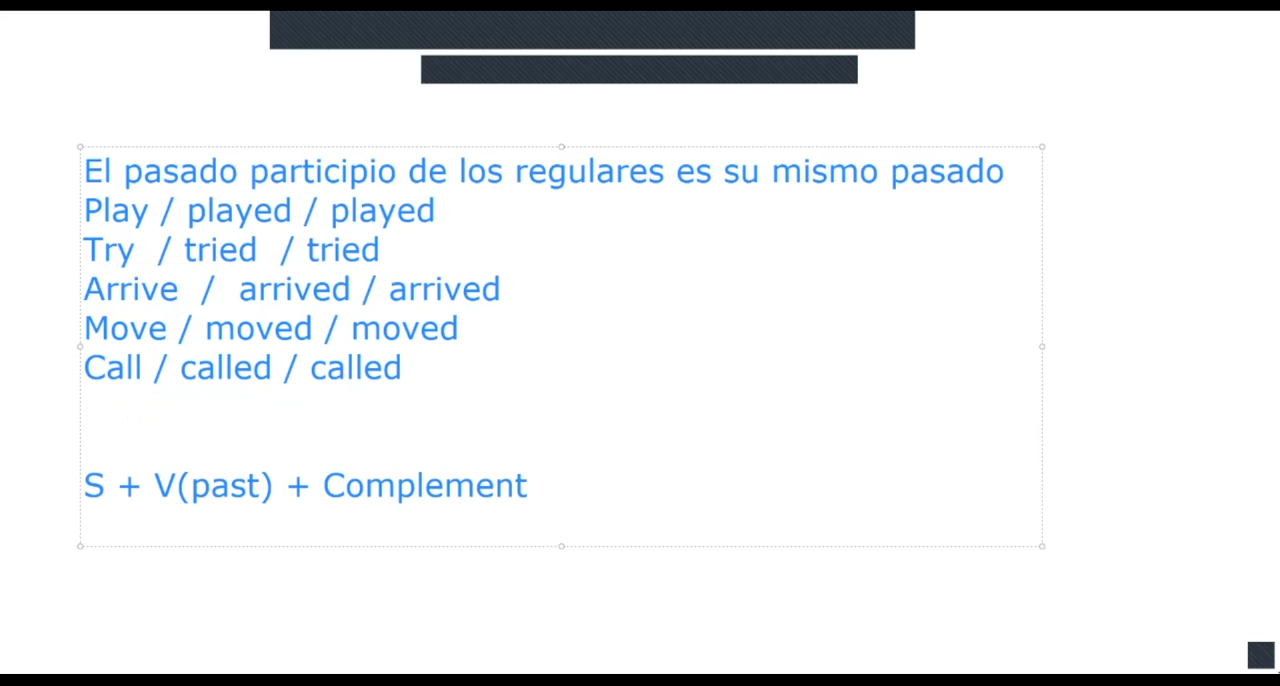 El pasado participio de los regulares es su mismo pasado
Play / played / played
Try / tried / tried
Arrive / arrived / arrived
Move / moved / moved
Call / called / called
S + V(past) + Complement